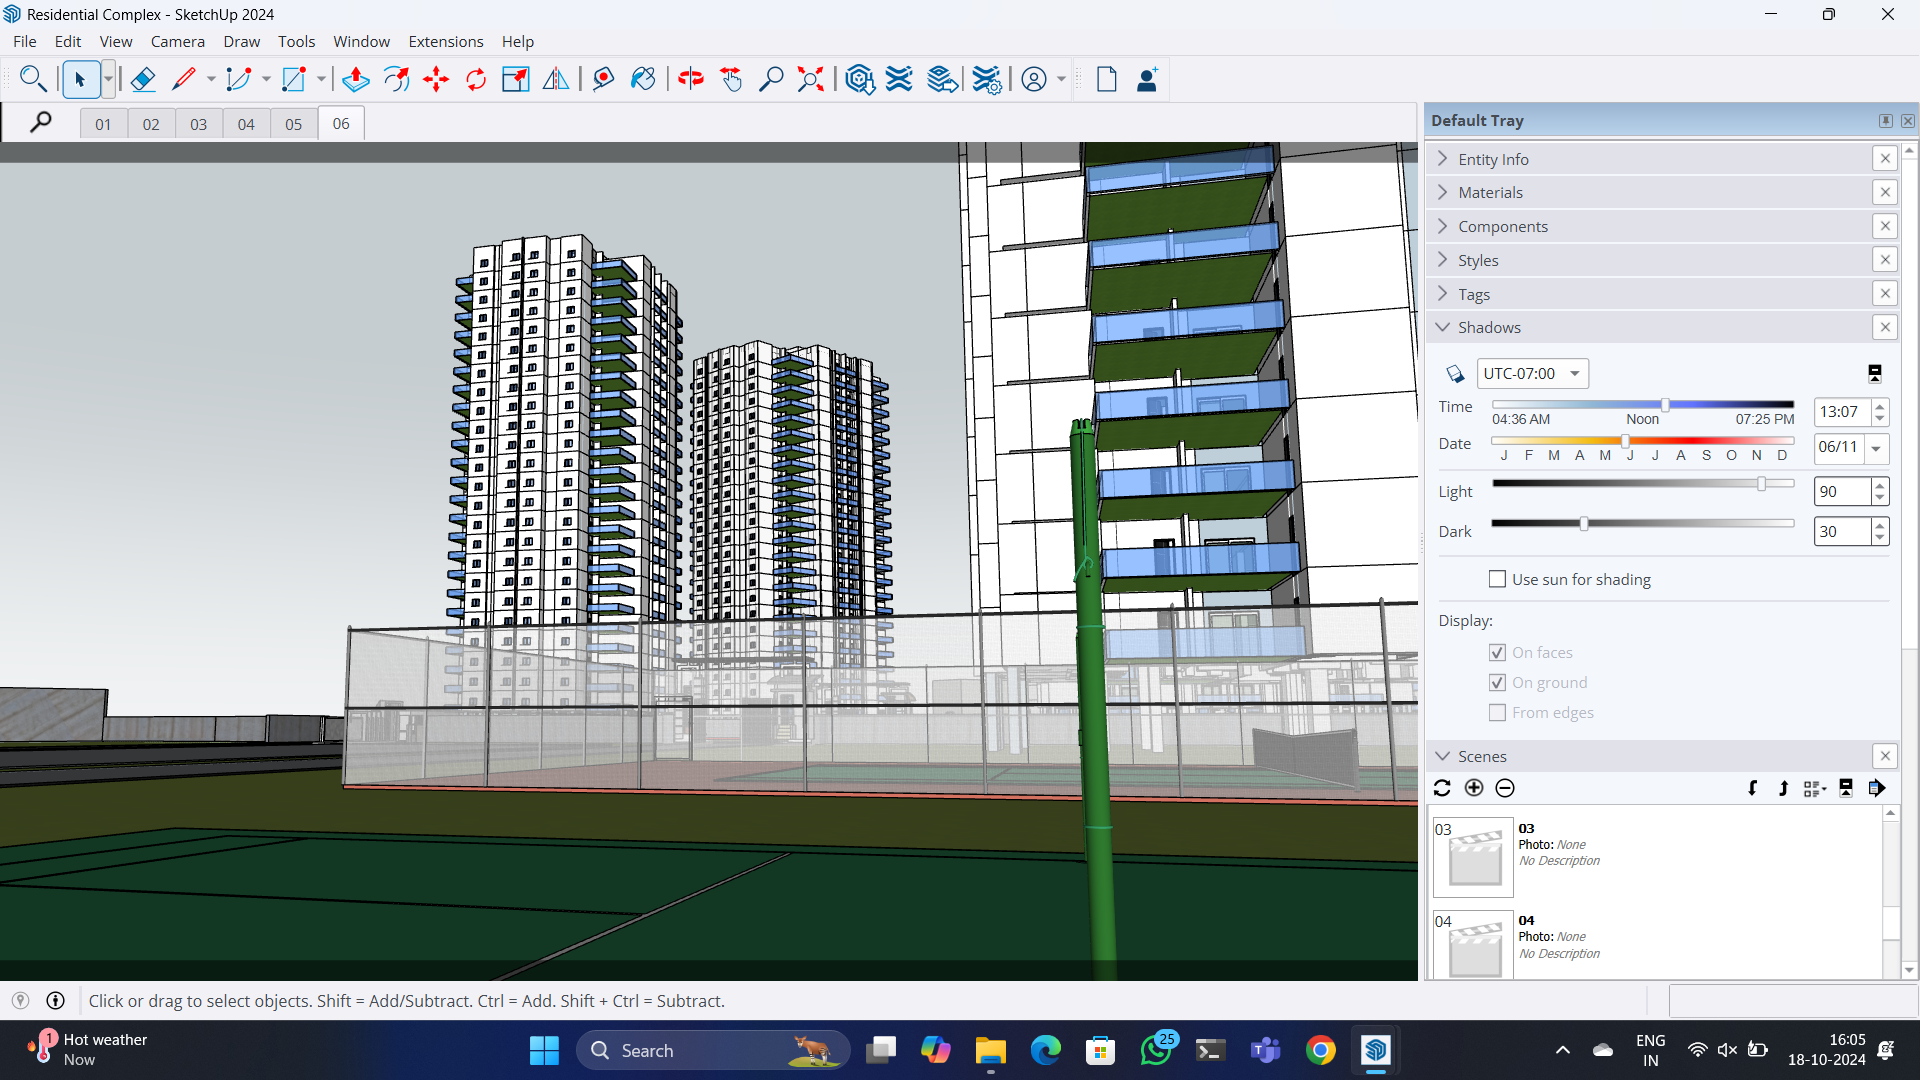 Residential Complex - SketchUp 2024
File Edit View Camera Draw Tools Window Extensions Help
01 02 03 04 05 06
Default Tray
Entity Info
Materials
Components
Styles
Tags
Shadows
UTC-07:00
Time 04:36 AM Noon 07:25 PM 13:07
Date J F M A M J J A S O N D 06/11
Light 90
Dark 30
Use sun for shading
Display:
On faces
On ground
From edges
Scenes
03 03
Photo: None
No Description
04 04
Photo: None
No Description
Click or drag to select objects. Shift = Add/Subtract. Ctrl = Add. Shift + Ctrl = Subtract.
1 Hot weather
Now
Search
25
ENG
IN
16:05
18-10-2024